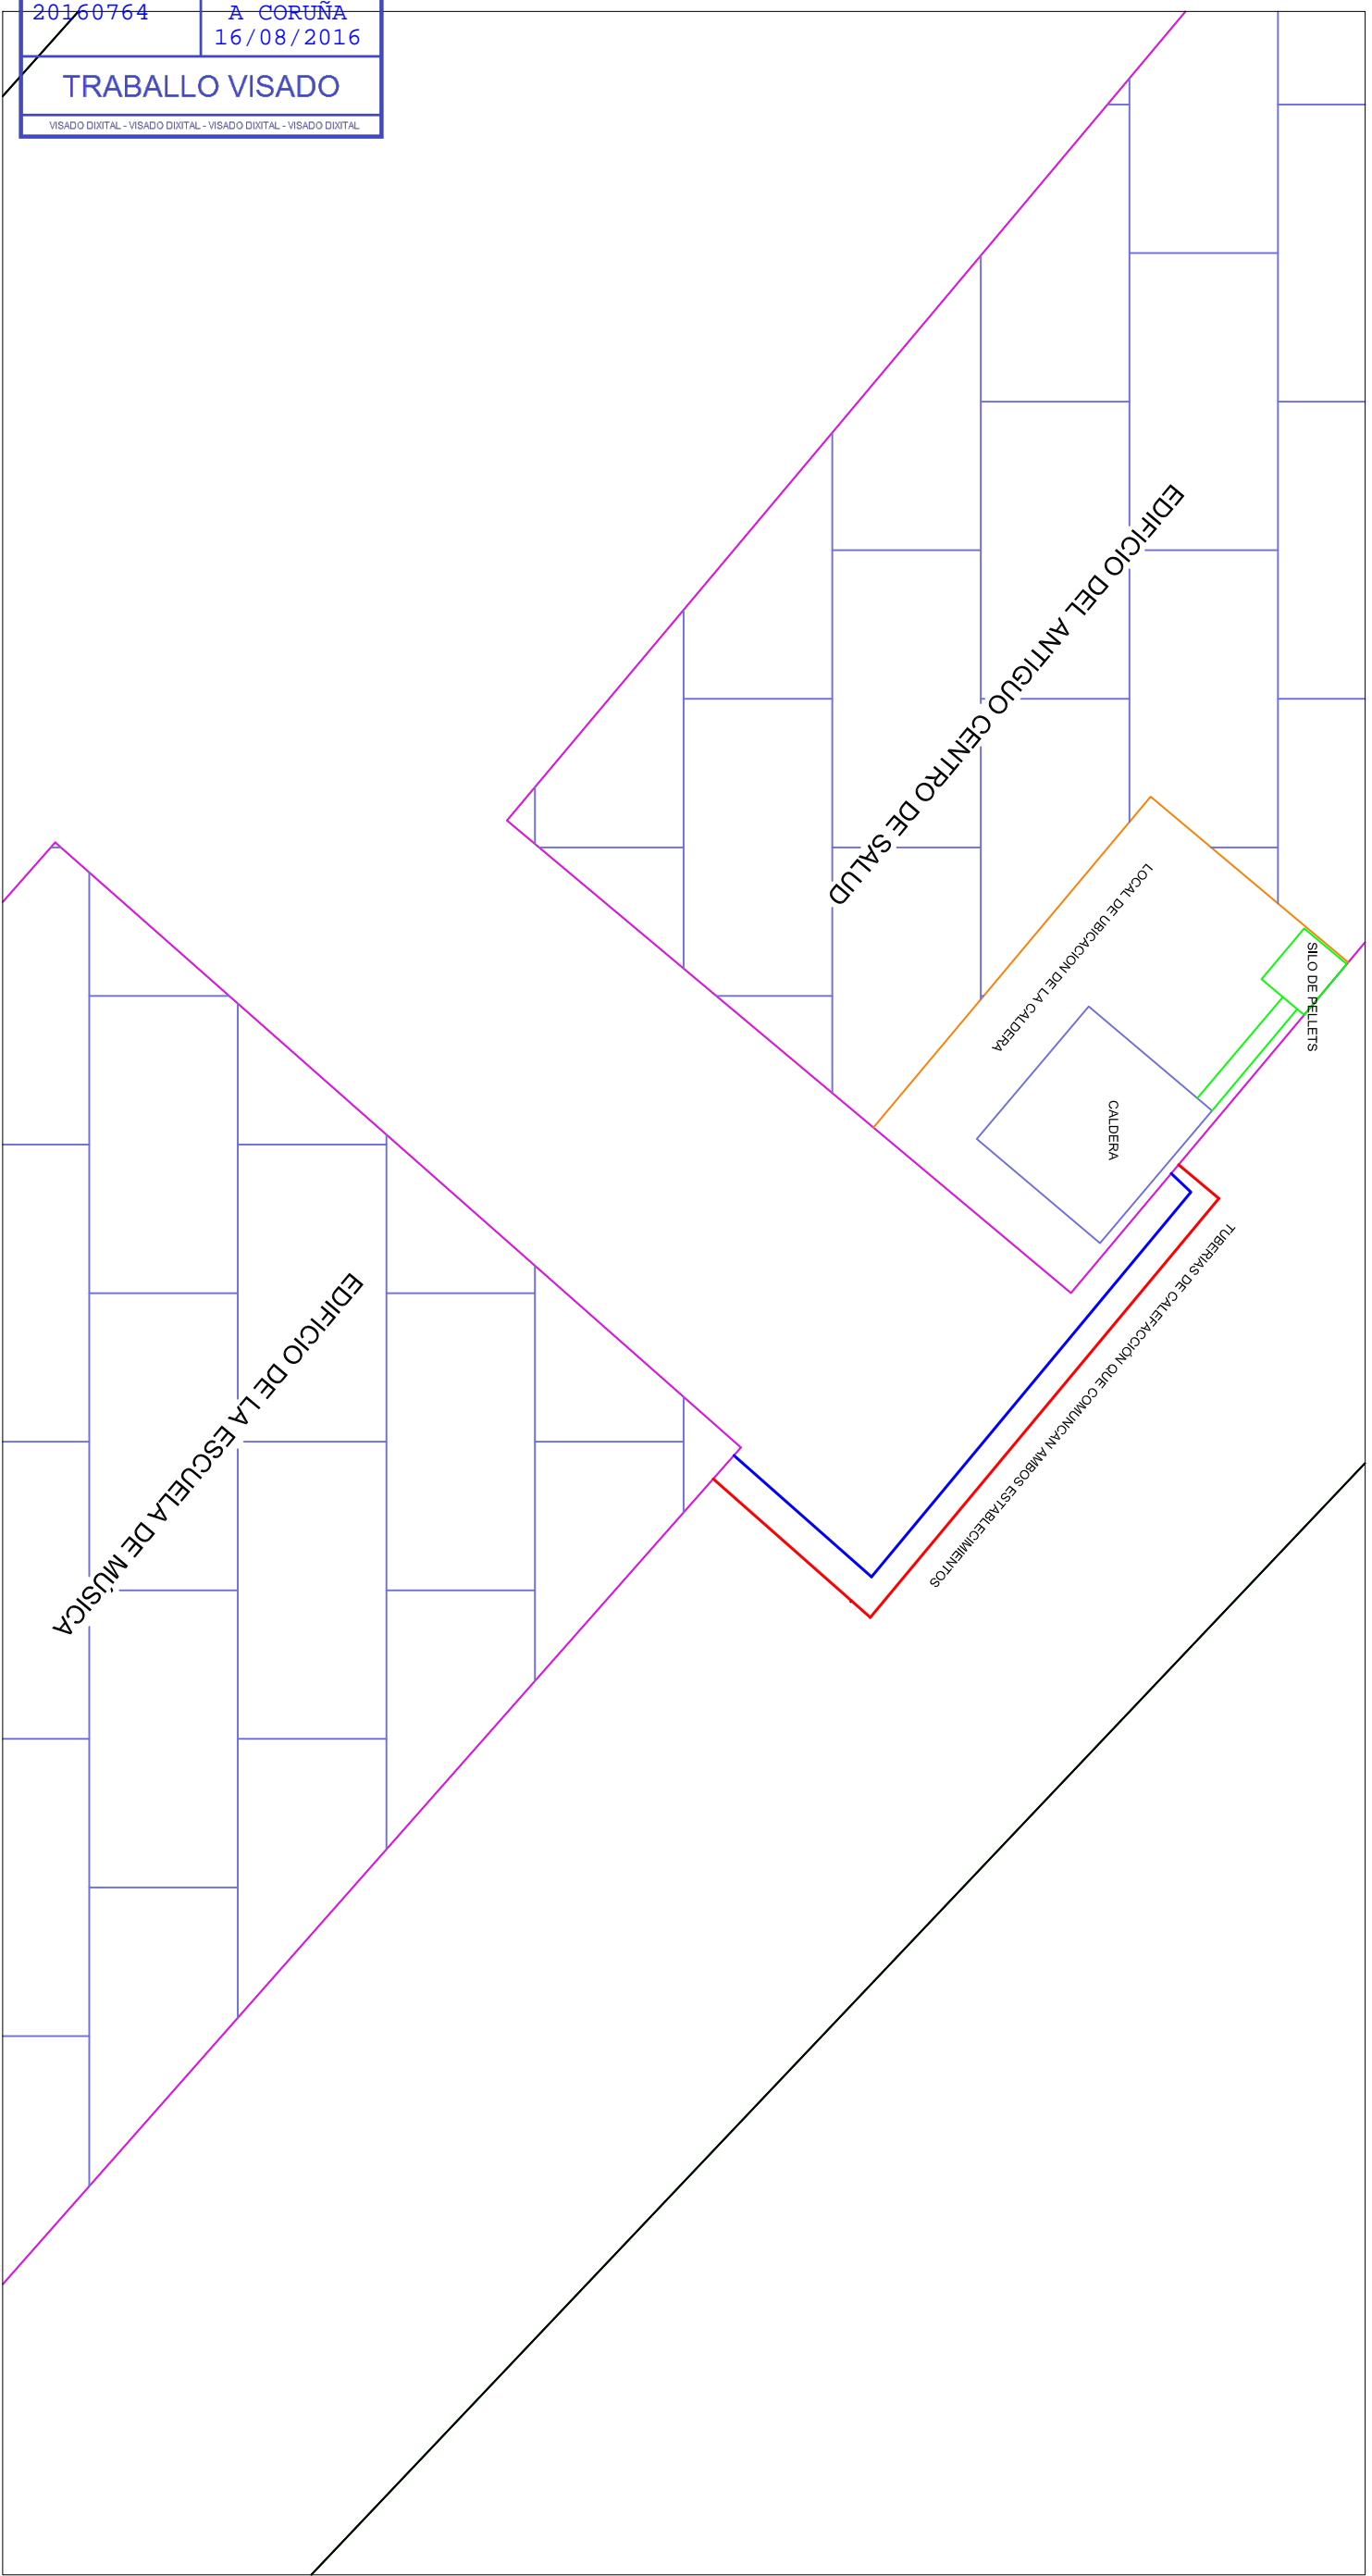 20160764
A CORUÑA
16/08/2016
TRABALLO VISADO
VISADO DIXITAL - VISADO DIXITAL - VISADO DIXITAL - VISADO DIXITAL
EDIFICIO DEL ANTIGUO CENTRO DE SALUD
LOCAL DE UBICACION DE LA CALDERA
SILO DE PELLETS
CALDERA
TUBERIAS DE CALEFACCIÓN QUE COMUNCAN AMBOS ESTABLECIMIENTOS
EDIFICIO DE LA ESCUELA DE MÚSICA